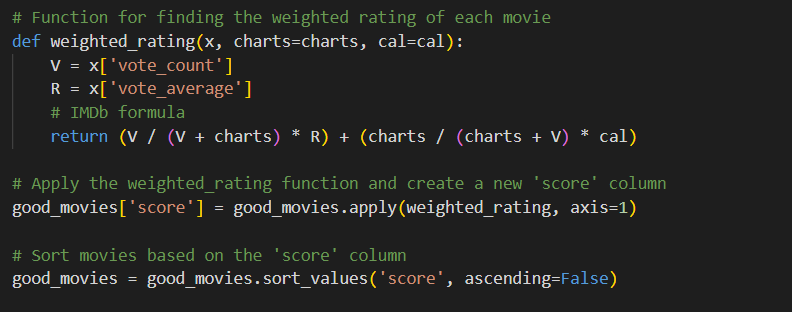 # Function for finding the weighted rating of each movie
def weighted_rating(x, charts=charts, cal=cal):
    V = x['vote_count']
    R = x['vote_average']
    # IMDb formula
    return (V / (V + charts) * R) + (charts / (charts + V) * cal)

# Apply the weighted_rating function and create a new 'score' column
good_movies['score'] = good_movies.apply(weighted_rating, axis=1)

# Sort movies based on the 'score' column
good_movies = good_movies.sort_values('score', ascending=False)